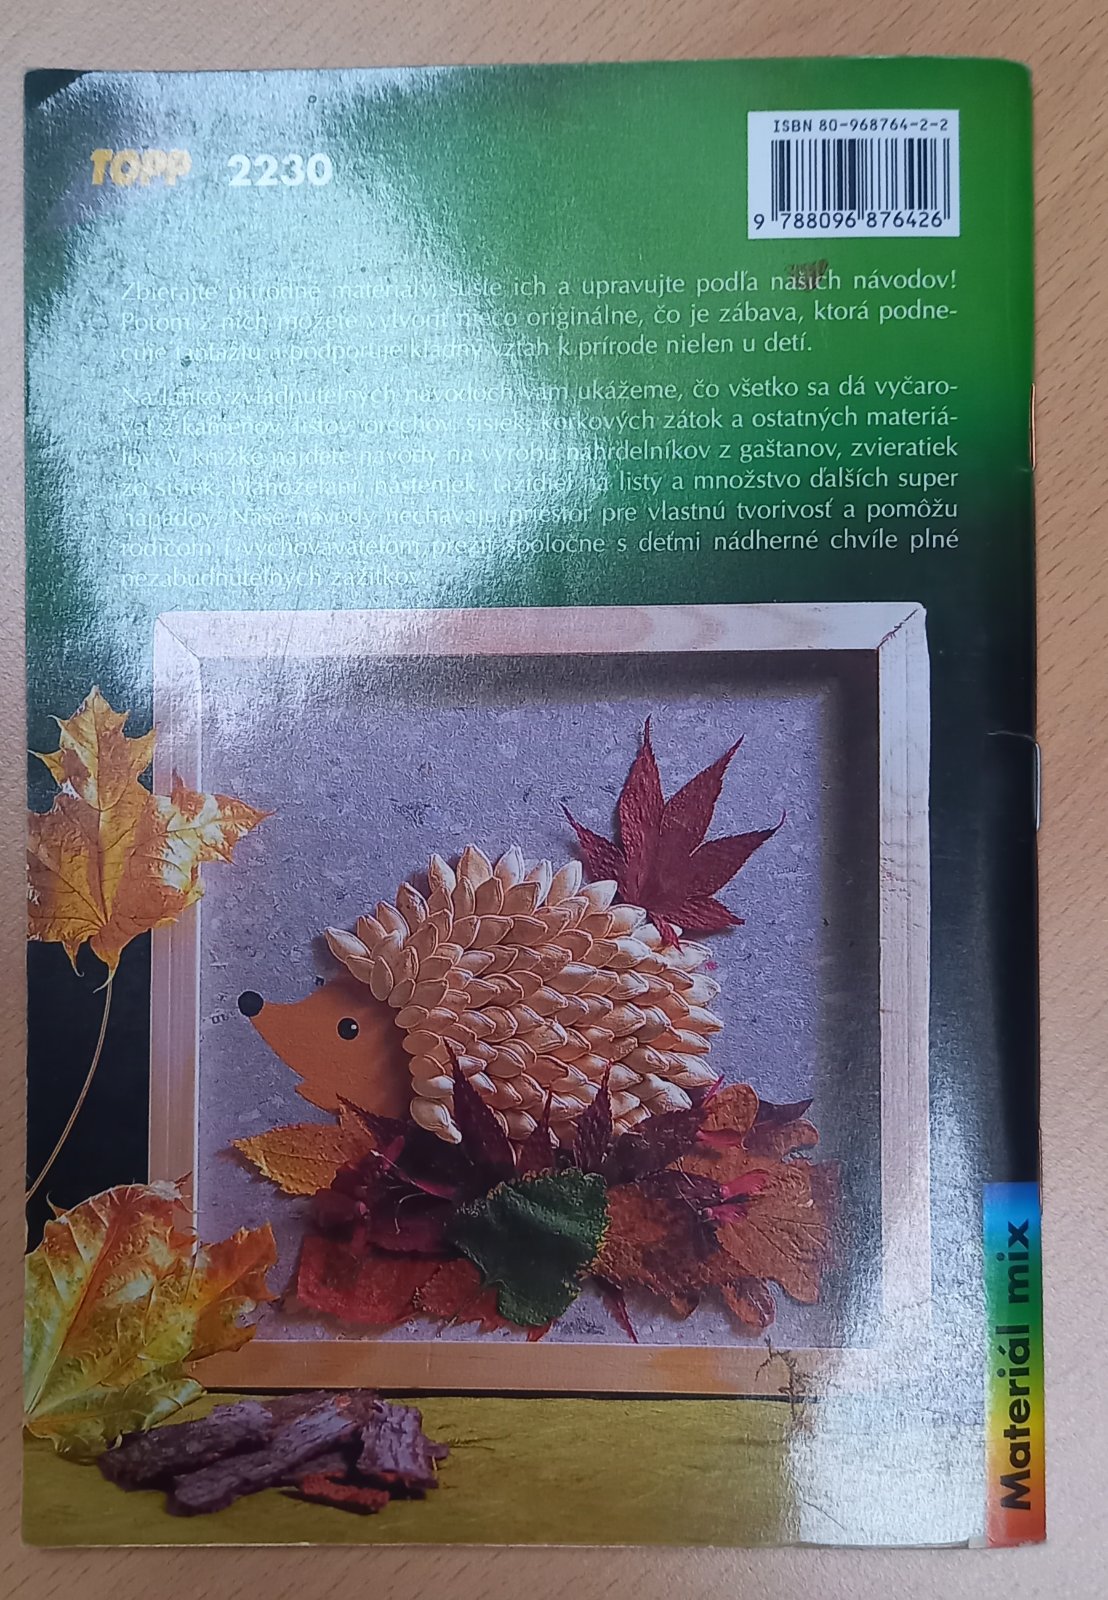 TOPP 2230
ISBN 80-968764-2-2
9 788096 876426
Zbierajte prírodné materiály, sušte ich a upravujte podľa našich návodov!
Potom z nich môžete vytvoriť niečo originálne, čo je zábava, ktorá podne-
cuje fantáziu a podporuje kladný vzťah k prírode nielen u detí.
Na ľahko zvládnuteľných návodoch vám ukážeme, čo všetko sa dá vyčaro-
vať z kameňov, listov, orechov, šišiek, korkových zátok a ostatných materiá-
lov. V knižke nájdete návody na výrobu náhrdelníkov z gaštanov, zvieratiek
zo šišiek, blahoželaní, násteniek, ťažidiel na listy a množstvo ďalších super
nápadov. Naše návody nechávajú priestor pre vlastnú tvorivosť a pomôžu
rodičom i vychovávateľom prežiť spoločne s deťmi nádherné chvíle plné
nezabudnuteľných zážitkov.
Materiál mix